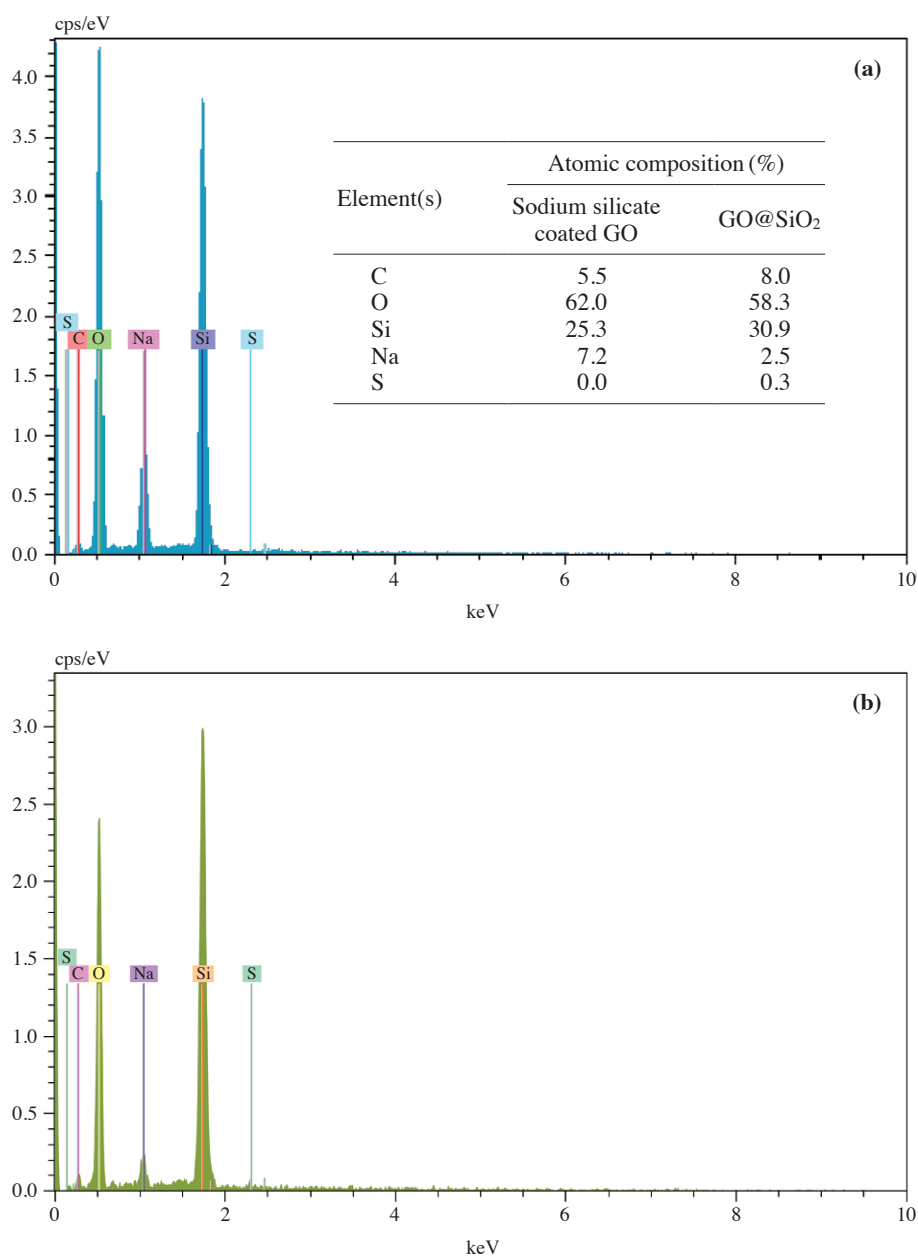 cps/eV
(a)
4.0
3.5
3.0
2.5
2.0
1.5
1.0
0.5
0.0
S
C O Na Si S
Element(s)
Atomic composition (%)
Sodium silicate
coated GO
GO@SiO₂
C 5.5 8.0
O 62.0 58.3
Si 25.3 30.9
Na 7.2 2.5
S 0.0 0.3
0 2 4 6 8 10
keV
cps/eV
(b)
3.0
2.5
2.0
1.5
1.0
0.5
0.0
S
C O Na Si S
0 2 4 6 8 10
keV